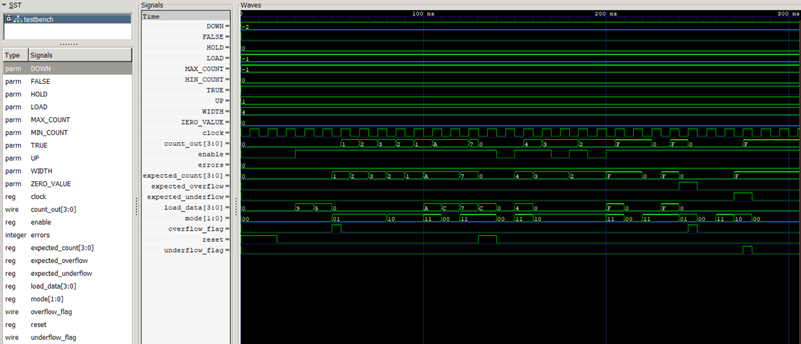 SST
testbench
Type Signals
parm DOWN
parm FALSE
parm HOLD
parm LOAD
parm MAX_COUNT
parm MIN_COUNT
parm TRUE
parm UP
parm WIDTH
parm ZERO_VALUE
reg clock
wire count_out[3:0]
reg enable
integer errors
reg expected_count[3:0]
reg expected_overflow
reg expected_underflow
reg load_data[3:0]
reg mode[1:0]
wire overflow_flag
reg reset
wire underflow_flag
Signals
Time
DOWN =
FALSE =
HOLD =
LOAD =
MAX_COUNT =
MIN_COUNT =
TRUE =
UP =
WIDTH =
ZERO_VALUE =
clock =
count_out[3:0] =
enable =
errors =
expected_count[3:0] =
expected_overflow =
expected_underflow =
load_data[3:0] =
mode[1:0] =
overflow_flag =
reset =
underflow_flag =
Waves
0 100 ns 200 ns 300 ns
-2
0
0
-1
-1
0
1
1
4
0
0 1 2 3 2 1 A 7 0 4 3 2 F 0 F 0 F
0
0 1 2 3 2 1 A 7 0 4 3 2 F 0 F 0 F
0 9 5 0 A C 7 C 0 4 0 F 0 F 0
00 01 10 11 00 11 00 11 10 11 00 11 01 00 11 10 00